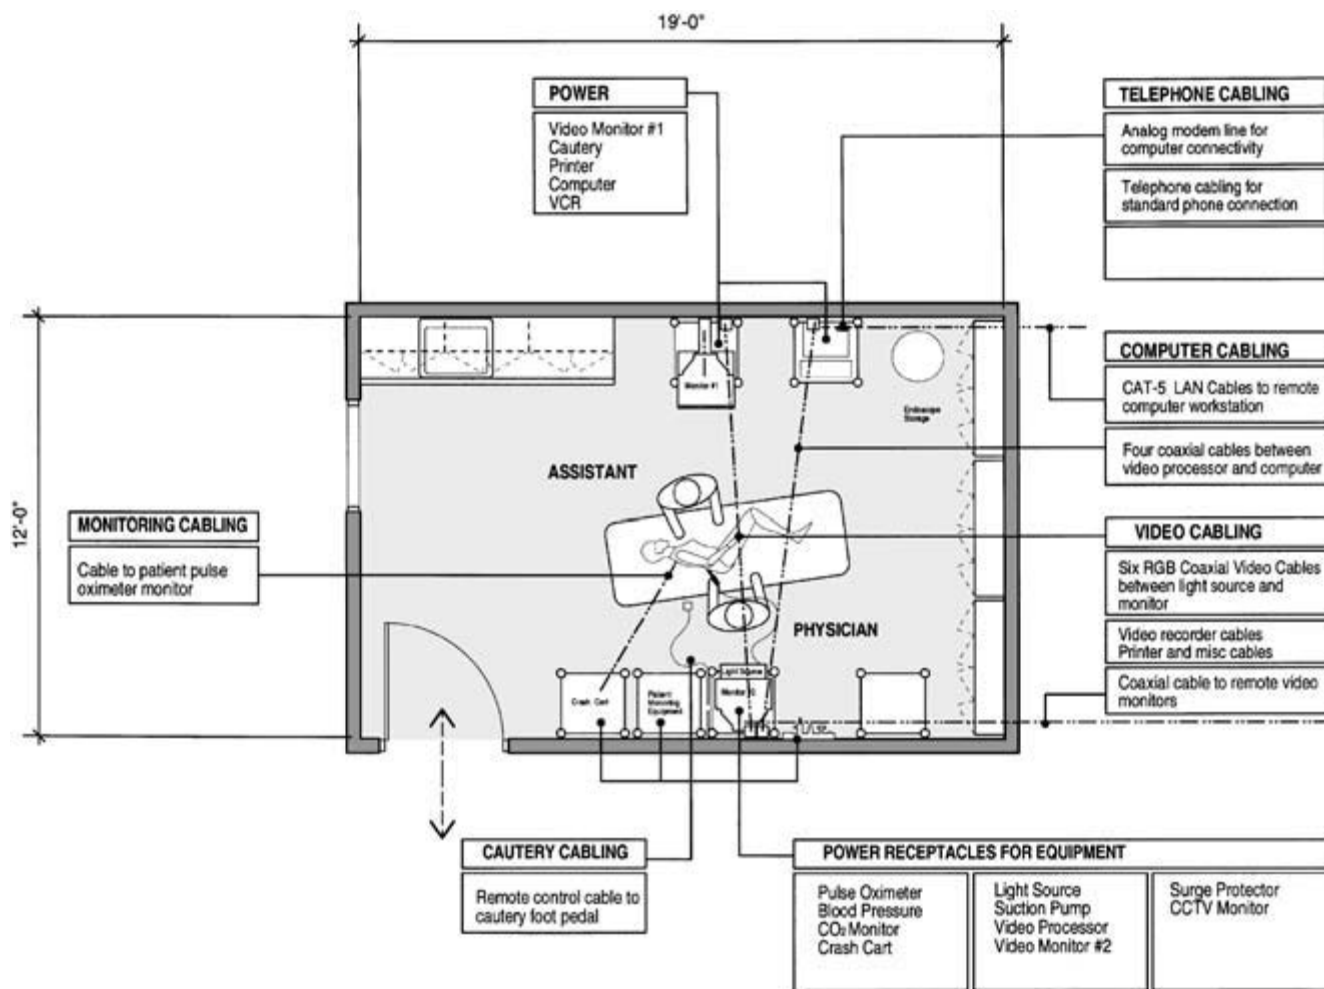 19'-0"
POWER
Video Monitor #1
Cautery
Printer
Computer
VCR
TELEPHONE CABLING
Analog modem line for
computer connectivity
Telephone cabling for
standard phone connection
12'-0"
Monitor #1
Endoscope
Storage
COMPUTER CABLING
CAT-5 LAN Cables to remote
computer workstation
Four coaxial cables between
video processor and computer
ASSISTANT
MONITORING CABLING
Cable to patient pulse
oximeter monitor
VIDEO CABLING
Six RGB Coaxial Video Cables
between light source and
monitor
Video recorder cables
Printer and misc cables
Coaxial cable to remote video
monitors
PHYSICIAN
Crash Cart
Patient
Monitoring
Equipment
Light Source
Monitor
CAUTERY CABLING
Remote control cable to
cautery foot pedal
POWER RECEPTACLES FOR EQUIPMENT
Pulse Oximeter
Blood Pressure
CO₂ Monitor
Crash Cart
Light Source
Suction Pump
Video Processor
Video Monitor #2
Surge Protector
CCTV Monitor